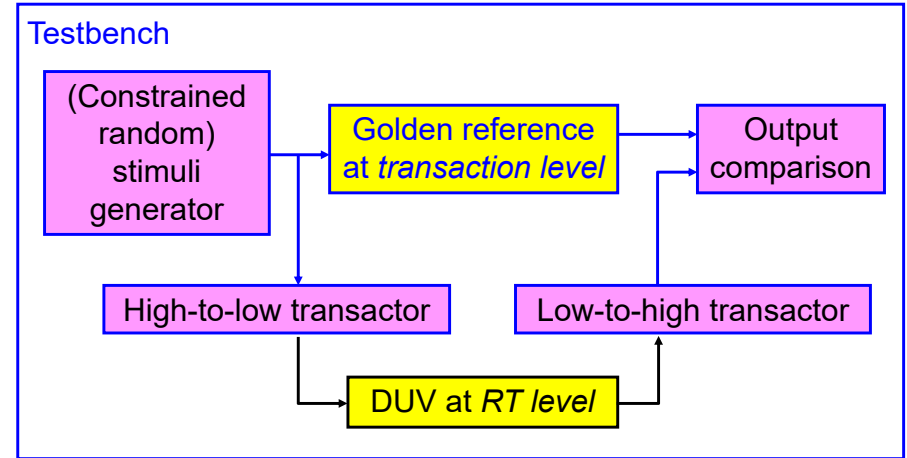 Testbench
(Constrained
random)
stimuli
generator
Golden reference
at transaction level
Output
comparison
High-to-low transactor
Low-to-high transactor
DUV at RT level